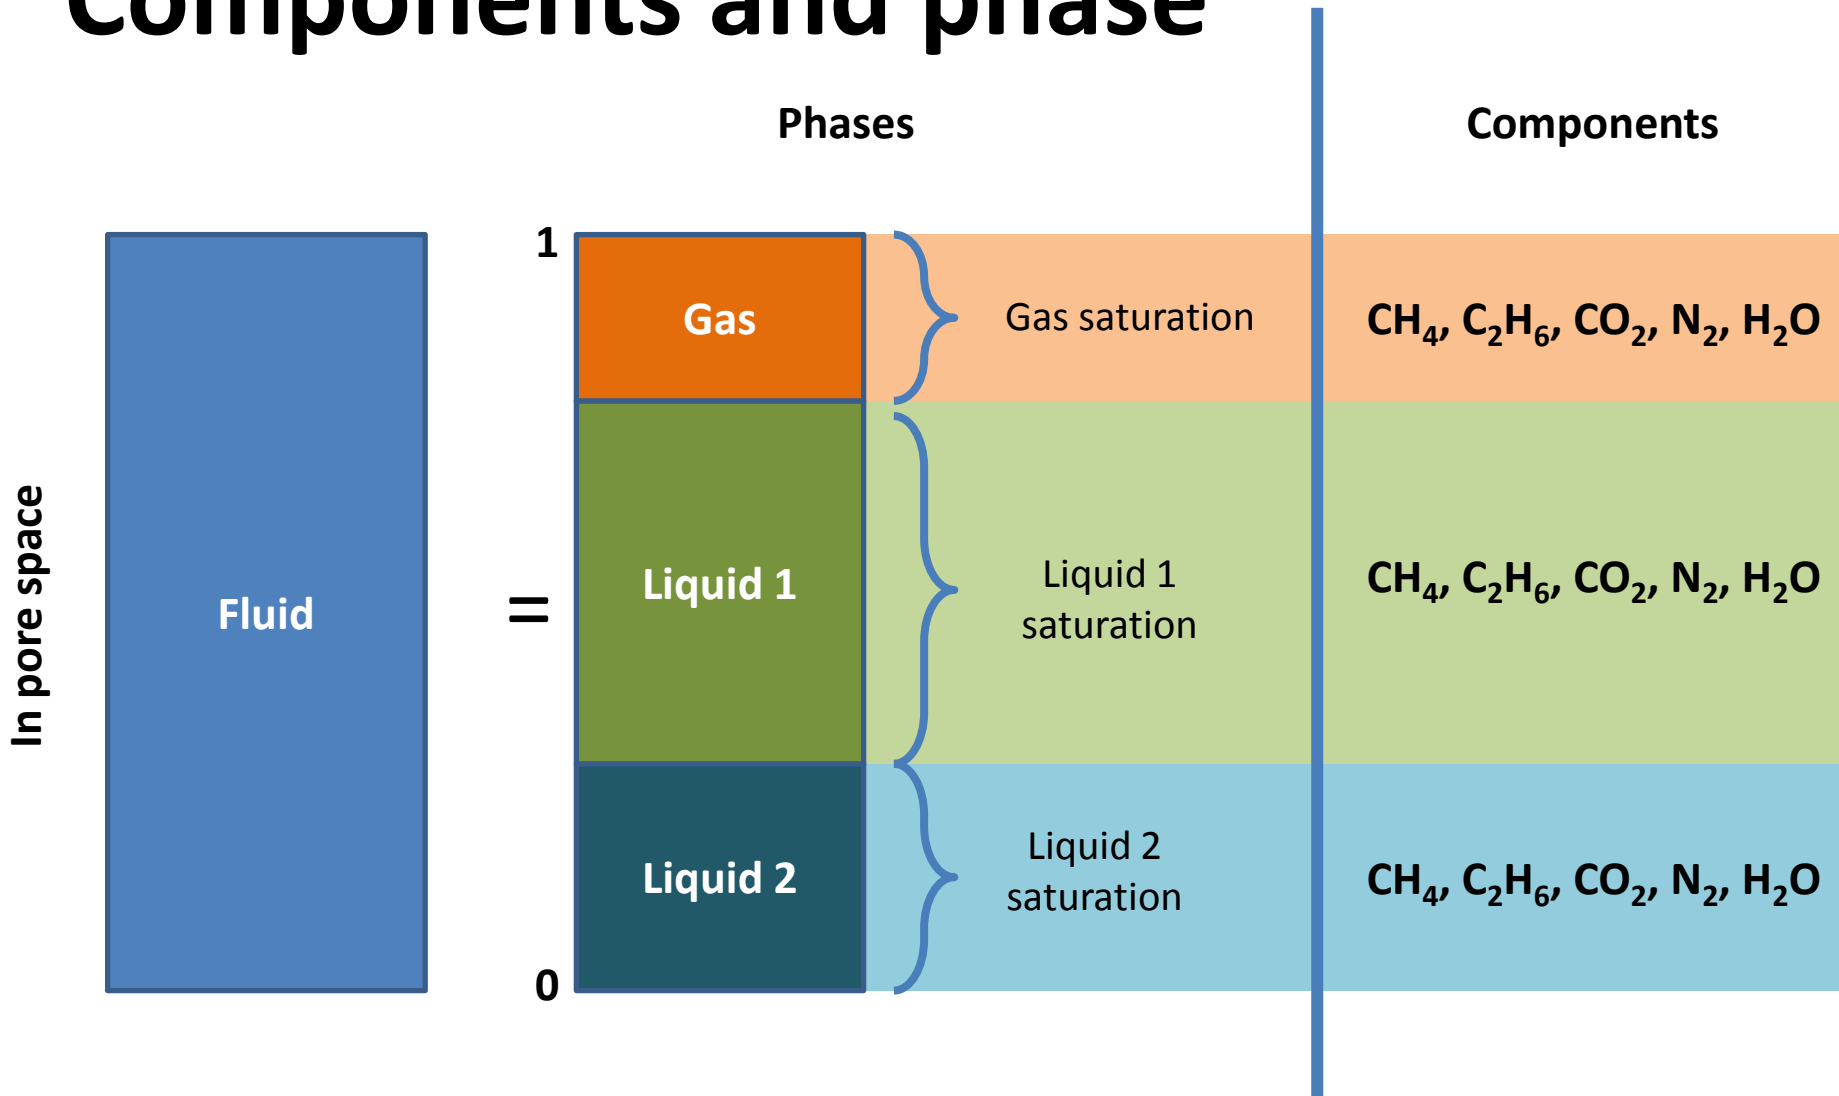 Components and phase
Phases
Components
In pore space
Fluid
=
1
0
Gas
Gas saturation
CH₄, C₂H₆, CO₂, N₂, H₂O
Liquid 1
Liquid 1
saturation
CH₄, C₂H₆, CO₂, N₂, H₂O
Liquid 2
Liquid 2
saturation
CH₄, C₂H₆, CO₂, N₂, H₂O